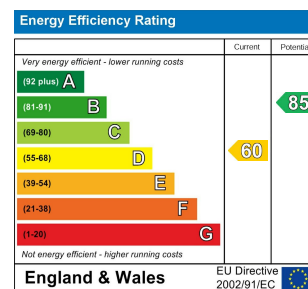 Energy Efficiency Rating
Current
Potentia
Very energy efficient - lower running costs
(92 plus) A
(81-91) B
85
(69-80) C
(55-68) D
60
(39-54) E
(21-38) F
(1-20) G
Not energy efficient - higher running costs
England & Wales
EU Directive
2002/91/EC